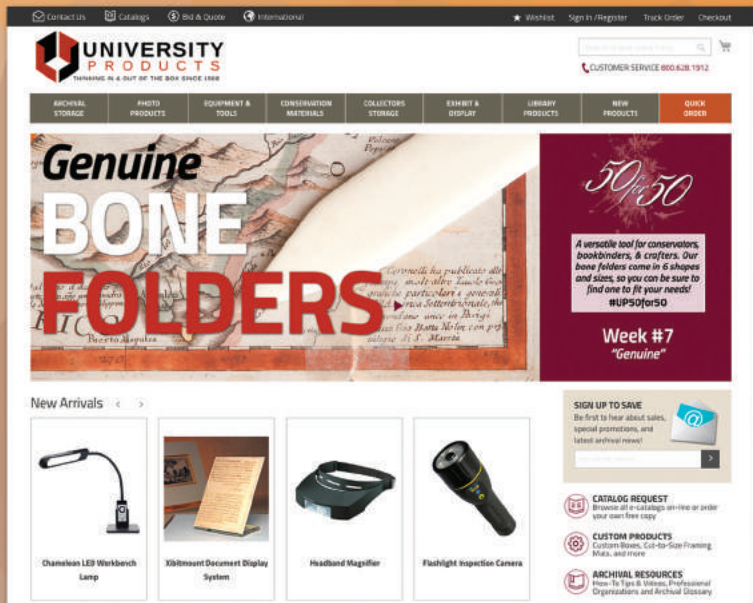 Contact Us
Catalogs
Bid & Quote
International
Wishlist
Sign In / Register
Track Order
Checkout
UNIVERSITY
PRODUCTS
THINKING IN & OUT OF THE BOX SINCE 1968
CUSTOMER SERVICE 800.628.1912
ARCHIVAL
STORAGE
PHOTO
PRODUCTS
EQUIPMENT &
TOOLS
CONSERVATION
MATERIALS
COLLECTORS
STORAGE
EXHIBIT &
DISPLAY
LIBRARY
PRODUCTS
NEW
PRODUCTS
QUICK
ORDER
Genuine
BONE
FOLDERS
Coronelli ha publicato alle
50 for 50
A versatile tool for conservators,
bookbinders, & crafters. Our
bone folders come in 6 shapes
and sizes, so you can be sure to
find one to fit your needs!
#UP50for50
Week #7
"Genuine"
New Arrivals < >
Chameleon LED Workbench
Lamp
Xibitmount Document Display
System
Headband Magnifier
Flashlight Inspection Camera
SIGN UP TO SAVE
Be first to hear about sales,
special promotions, and
latest archival news!
@
>
CATALOG REQUEST
Browse all e-catalogs on-line or order
your own free copy
CUSTOM PRODUCTS
Custom Boxes, Cut-to-Size Framing
Mats, and more
ARCHIVAL RESOURCES
How-To Tips & Videos, Professional
Organizations and Archival Glossary